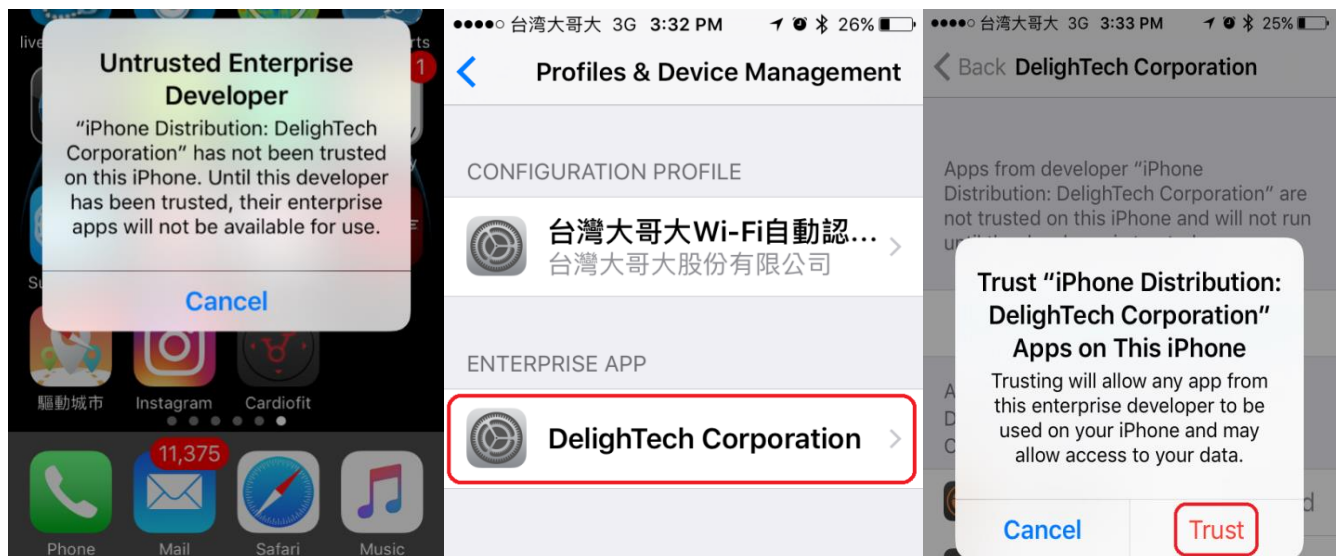 live
rts
1
Untrusted Enterprise
Developer
“iPhone Distribution: DelighTech
Corporation” has not been trusted
on this iPhone. Until this developer
has been trusted, their enterprise
apps will not be available for use.
Cancel
驅動城市 Instagram Cardiofit
11,375
Phone Mail Safari Music
台湾大哥大 3G 3:32 PM 26%
Profiles & Device Management
CONFIGURATION PROFILE
台灣大哥大Wi-Fi自動認...
台灣大哥大股份有限公司
ENTERPRISE APP
DelighTech Corporation
台湾大哥大 3G 3:33 PM 25%
Back DelighTech Corporation
Apps from developer “iPhone
Distribution: DelighTech Corporation” are
not trusted on this iPhone and will not run
Trust “iPhone Distribution:
DelighTech Corporation”
Apps on This iPhone
Trusting will allow any app from
this enterprise developer to be
used on your iPhone and may
allow access to your data.
Cancel Trust